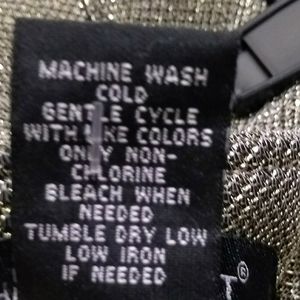 MACHINE WASH
COLD
GENTLE CYCLE
WITH LIKE COLORS
ONLY NON-
CHLORINE
BLEACH WHEN
NEEDED
TUMBLE DRY LOW
LOW IRON
IF NEEDED
®